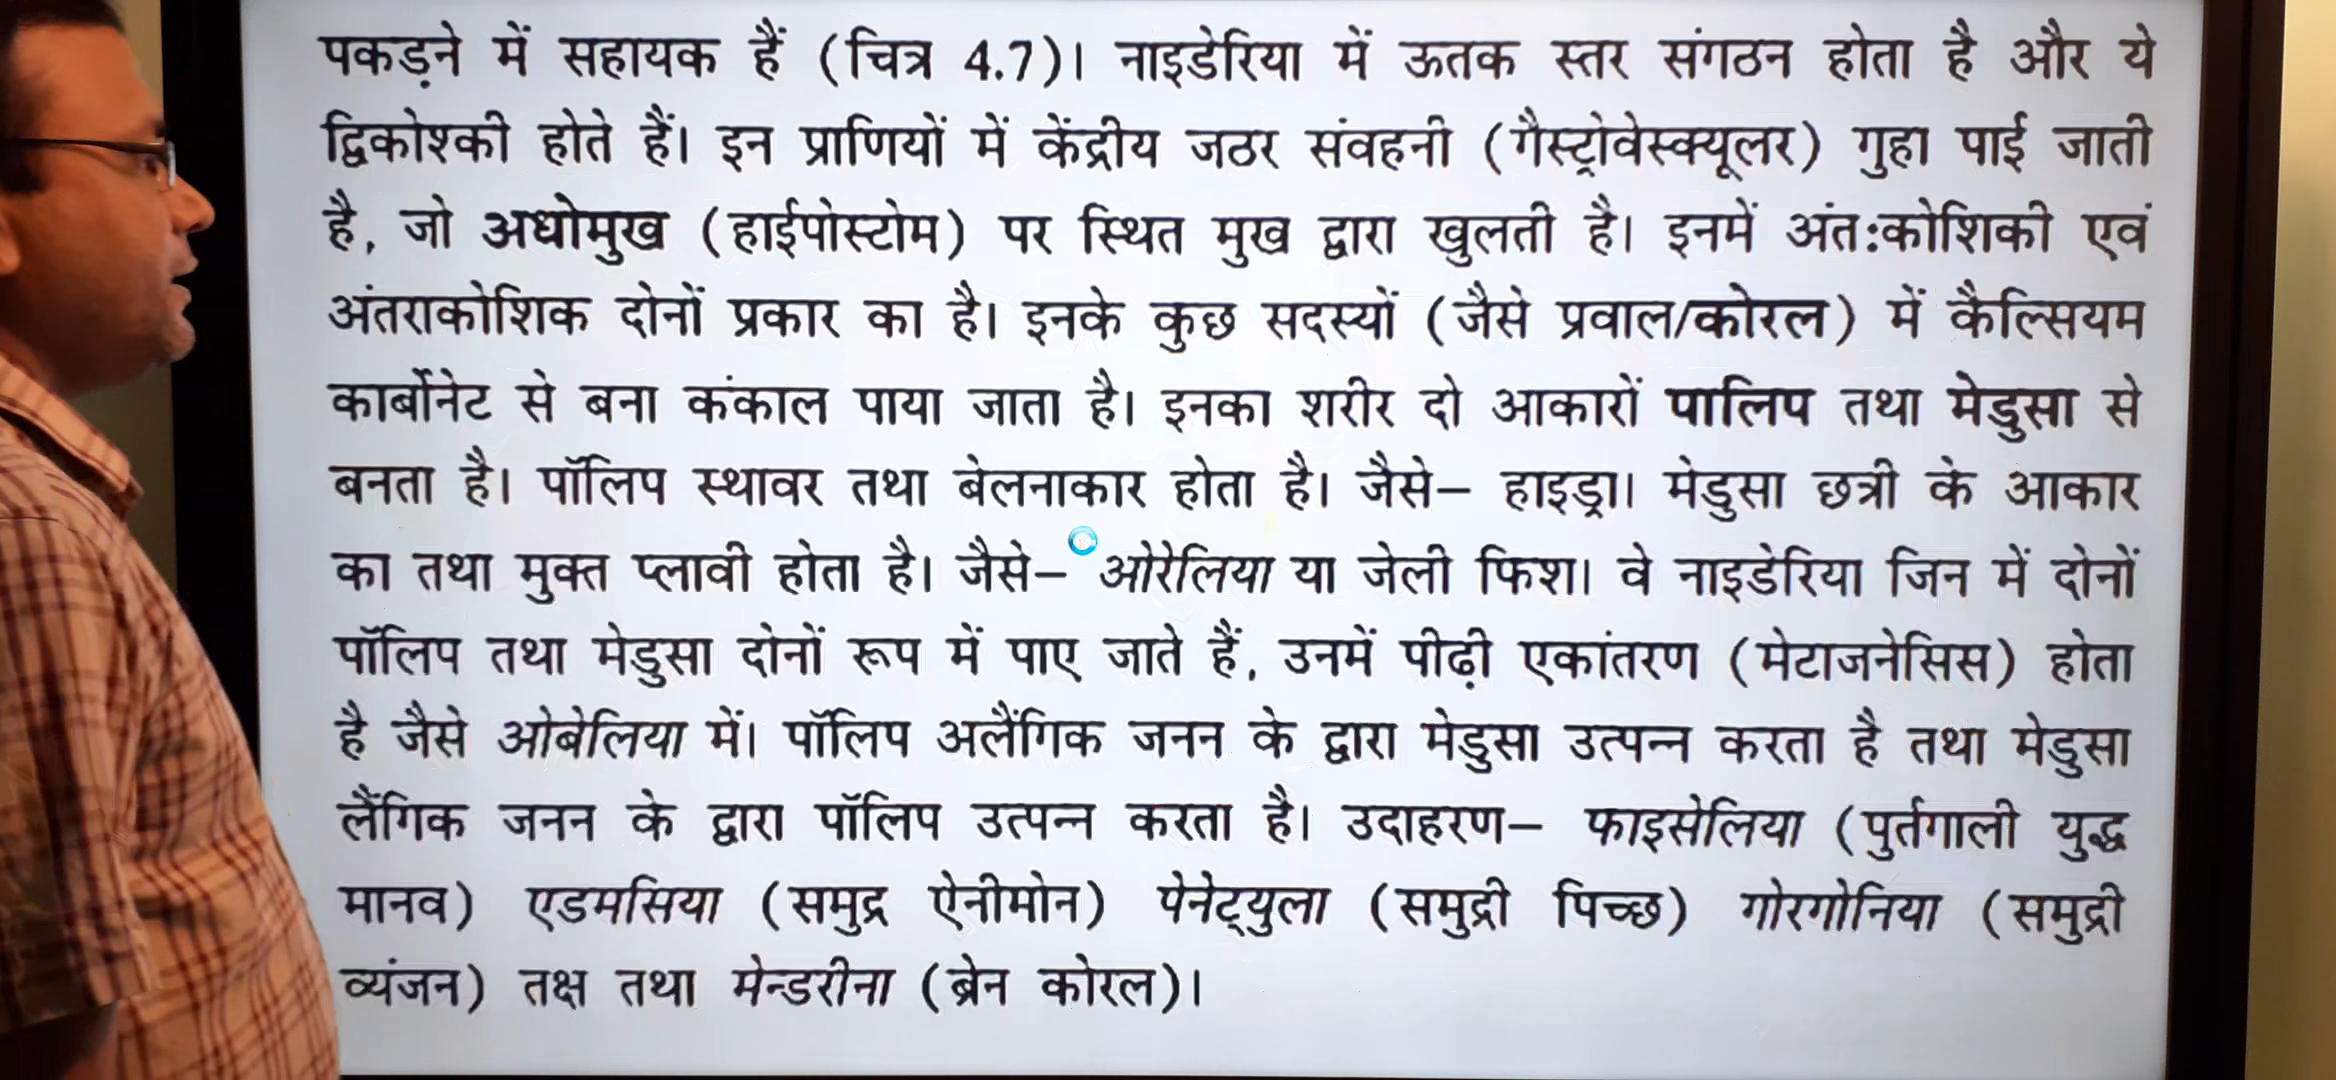 पकड़ने में सहायक हैं (चित्र 4.7)। नाइडेरिया में ऊतक स्तर संगठन होता है और ये
द्विकोश्की होते हैं। इन प्राणियों में केंद्रीय जठर संवहनी (गैस्ट्रोवेस्क्यूलर) गुहा पाई जाती
है, जो अधोमुख (हाईपोस्टोम) पर स्थित मुख द्वारा खुलती है। इनमें अंत:कोशिकी एवं
अंतराकोशिक दोनों प्रकार का है। इनके कुछ सदस्यों (जैसे प्रवाल/कोरल) में कैल्सियम
कार्बोनेट से बना कंकाल पाया जाता है। इनका शरीर दो आकारों पालिप तथा मेडुसा से
बनता है। पॉलिप स्थावर तथा बेलनाकार होता है। जैसे– हाइड्रा। मेडुसा छत्री के आकार
का तथा मुक्त प्लावी होता है। जैसे– ओरेलिया या जेली फिश। वे नाइडेरिया जिन में दोनों
पॉलिप तथा मेडुसा दोनों रूप में पाए जाते हैं, उनमें पीढ़ी एकांतरण (मेटाजनेसिस) होता
है जैसे ओबेलिया में। पॉलिप अलैंगिक जनन के द्वारा मेडुसा उत्पन्न करता है तथा मेडुसा
लैंगिक जनन के द्वारा पॉलिप उत्पन्न करता है। उदाहरण– फाइसेलिया (पुर्तगाली युद्ध
मानव) एडमसिया (समुद्र ऐनीमोन) पेनेट्युला (समुद्री पिच्छ) गोरगोनिया (समुद्री
व्यंजन) तक्ष तथा मेन्डरीना (ब्रेन कोरल)।